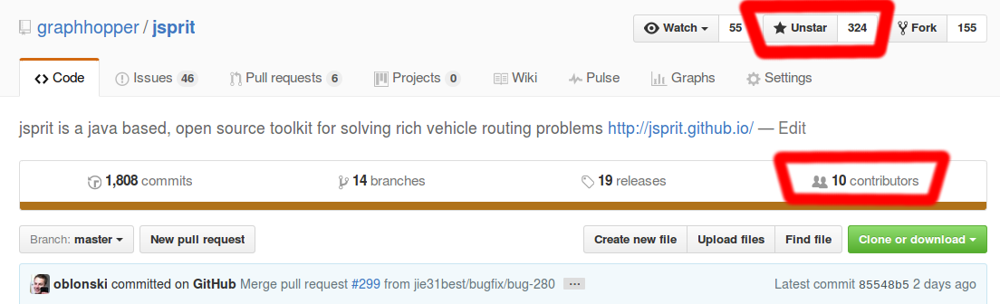 graphhopper / jsprit Watch 55 Unstar 324 Fork 155
Code Issues 46 Pull requests 6 Projects 0 Wiki Pulse Graphs Settings
jsprit is a java based, open source toolkit for solving rich vehicle routing problems http://jsprit.github.io/ — Edit
1,808 commits 14 branches 19 releases 10 contributors
Branch: master New pull request Create new file Upload files Find file Clone or download
oblonski committed on GitHub Merge pull request #299 from jie31best/bugfix/bug-280 ... Latest commit 85548b5 2 days ago